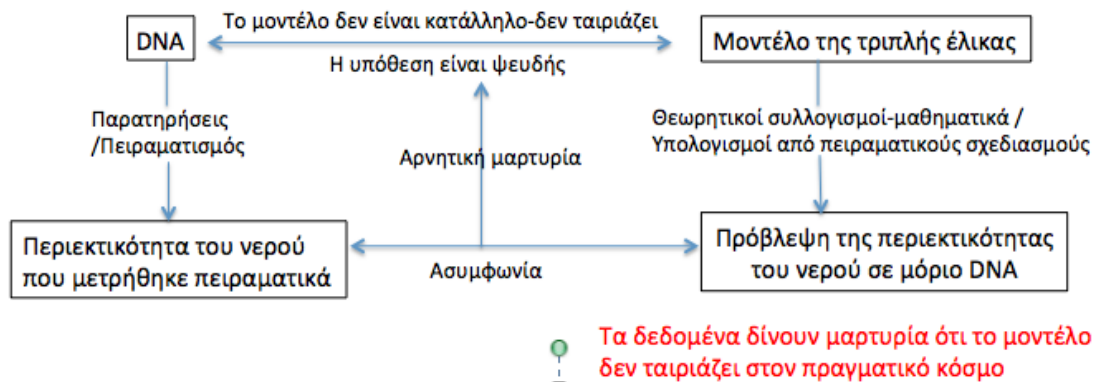 Το μοντέλο δεν είναι κατάλληλο-δεν ταιριάζει
DNA
Μοντέλο της τριπλής έλικας
Η υπόθεση είναι ψευδής
Παρατηρήσεις
/Πειραματισμός
Θεωρητικοί συλλογισμοί-μαθηματικά /
Υπολογισμοί από πειραματικούς σχεδιασμούς
Αρνητική μαρτυρία
Περιεκτικότητα του νερού
που μετρήθηκε πειραματικά
Ασυμφωνία
Πρόβλεψη της περιεκτικότητας
του νερού σε μόριο DNA
Τα δεδομένα δίνουν μαρτυρία ότι το μοντέλο
δεν ταιριάζει στον πραγματικό κόσμο